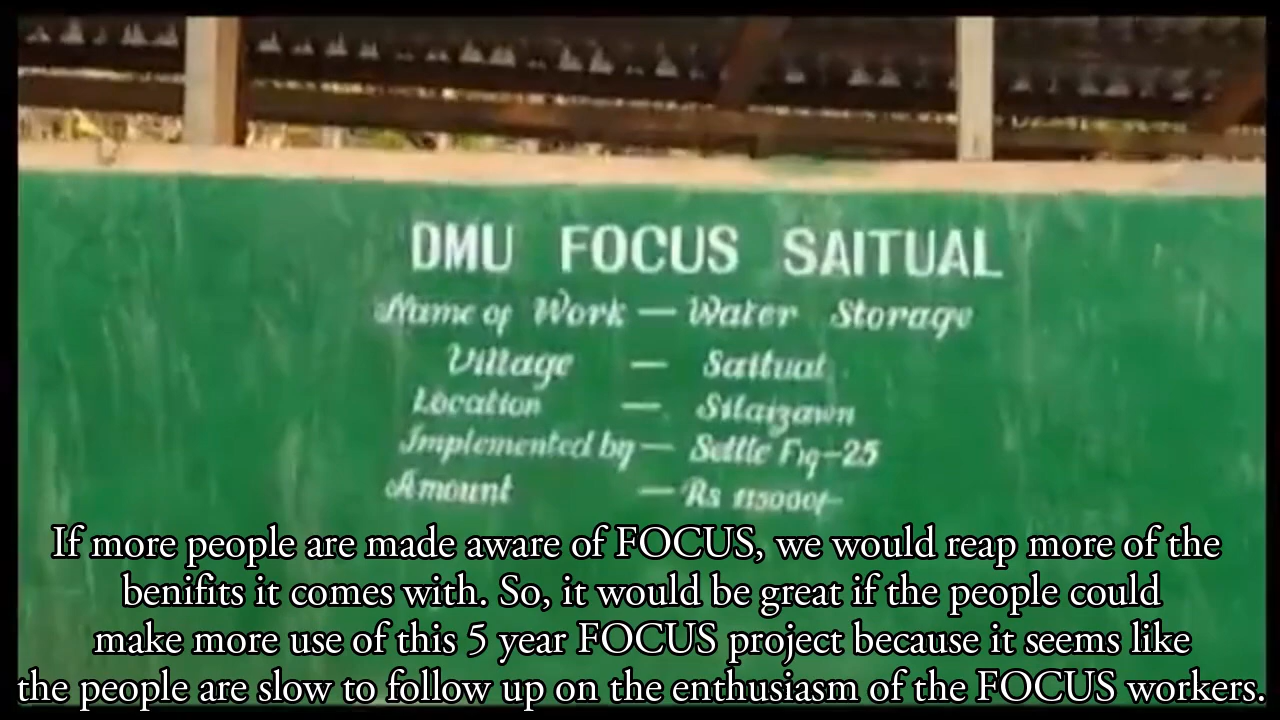 DMU FOCUS SAITUAL
Name of Work — Water Storage
Village — Saitual
Location — Silaizawn
Implemented by — Settle Fig-25
Amount — Rs 115000/-
If more people are made aware of FOCUS, we would reap more of the
benifits it comes with. So, it would be great if the people could
make more use of this 5 year FOCUS project because it seems like
the people are slow to follow up on the enthusiasm of the FOCUS workers.